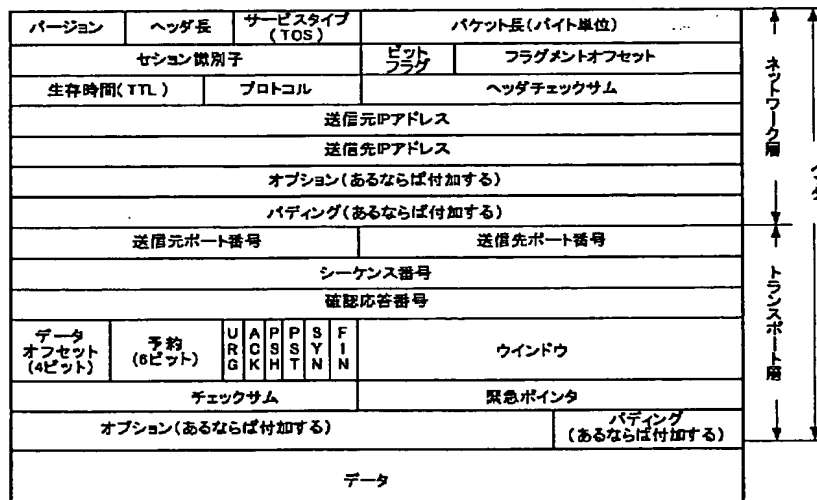 バージョン
ヘッダ長
サービスタイプ
(TOS)
パケット長(バイト単位)
セション識別子
ビット
フラグ
フラグメントオフセット
生存時間(TTL)
プロトコル
ヘッダチェックサム
送信元IPアドレス
送信先IPアドレス
オプション(あるならば付加する)
パディング(あるならば付加する)
ネットワーク層
送信元ポート番号
送信先ポート番号
シーケンス番号
確認応答番号
データ
オフセット
(4ビット)
予約
(6ビット)
URG
ACK
PSH
PST
SYN
FIN
ウインドウ
チェックサム
緊急ポインタ
オプション(あるならば付加する)
パディング
(あるならば付加する)
トランスポート層
データ